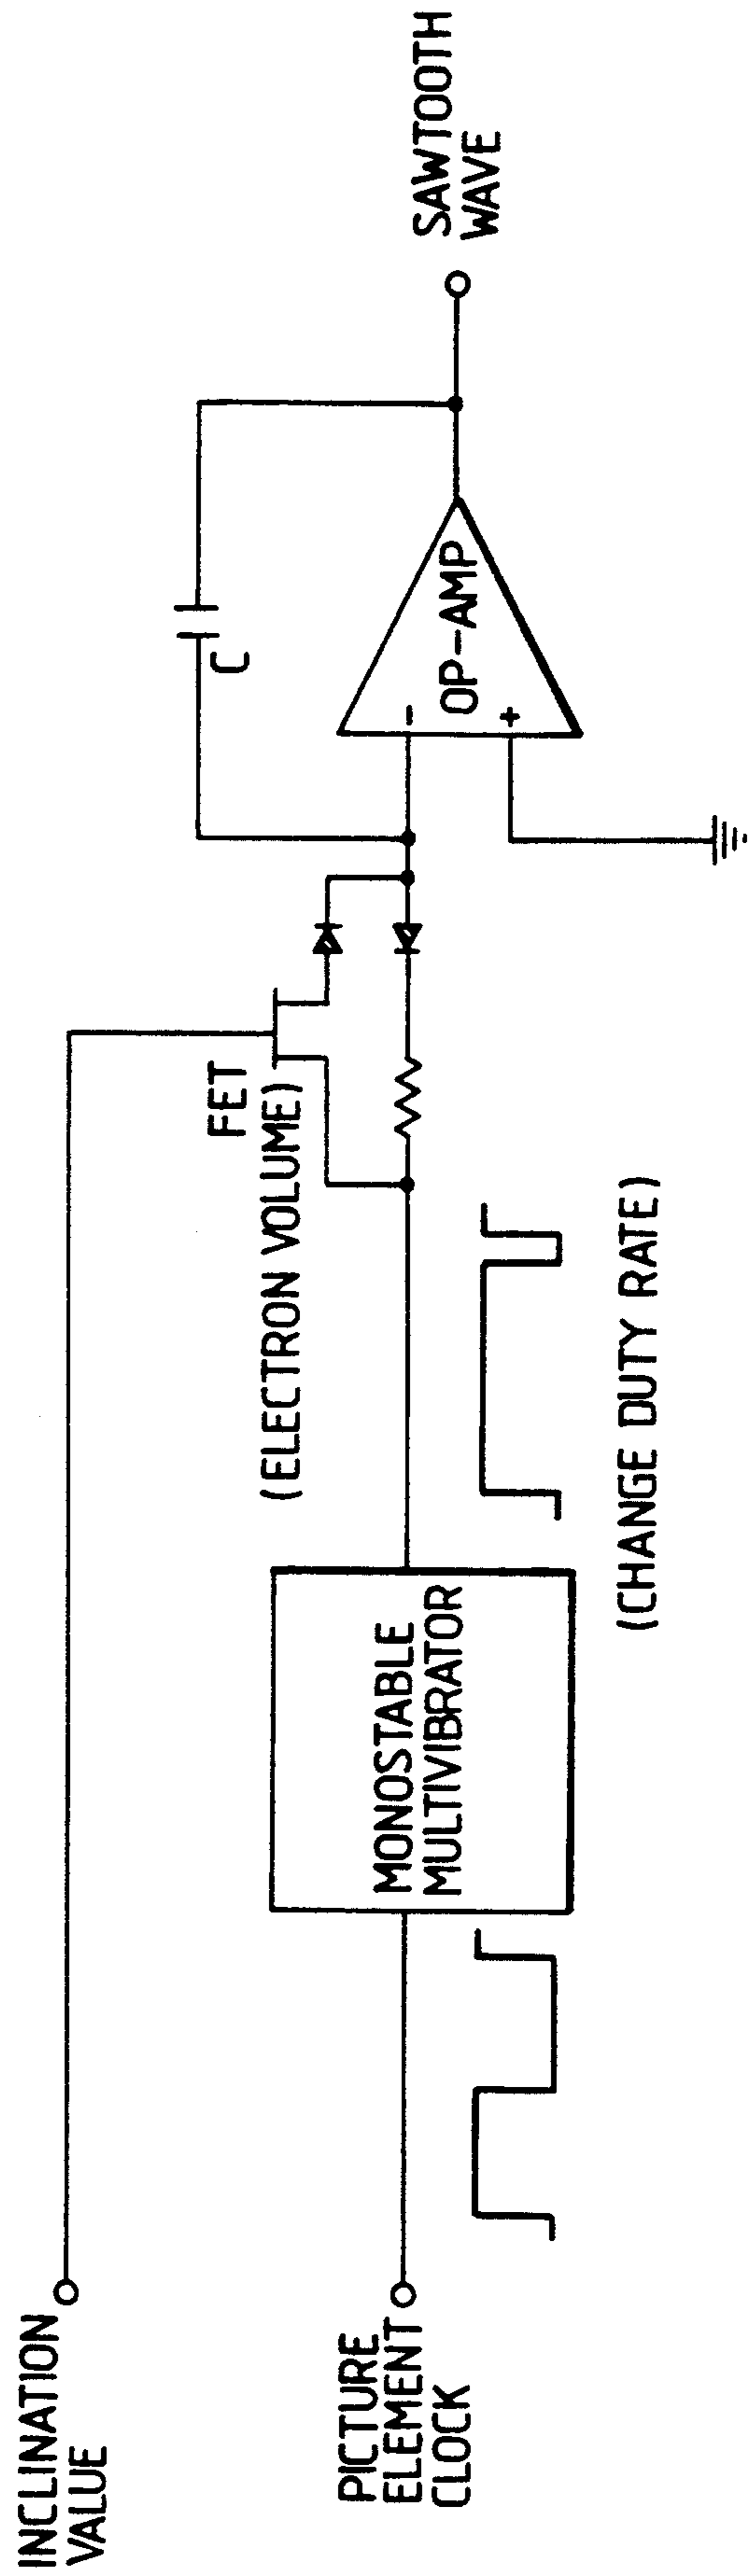 INCLINATION
VALUE
PICTURE
ELEMENT
CLOCK
MONOSTABLE
MULTIVIBRATOR
(CHANGE DUTY RATE)
FET
(ELECTRON VOLUME)
C
-
+
OP-AMP
SAWTOOTH
WAVE